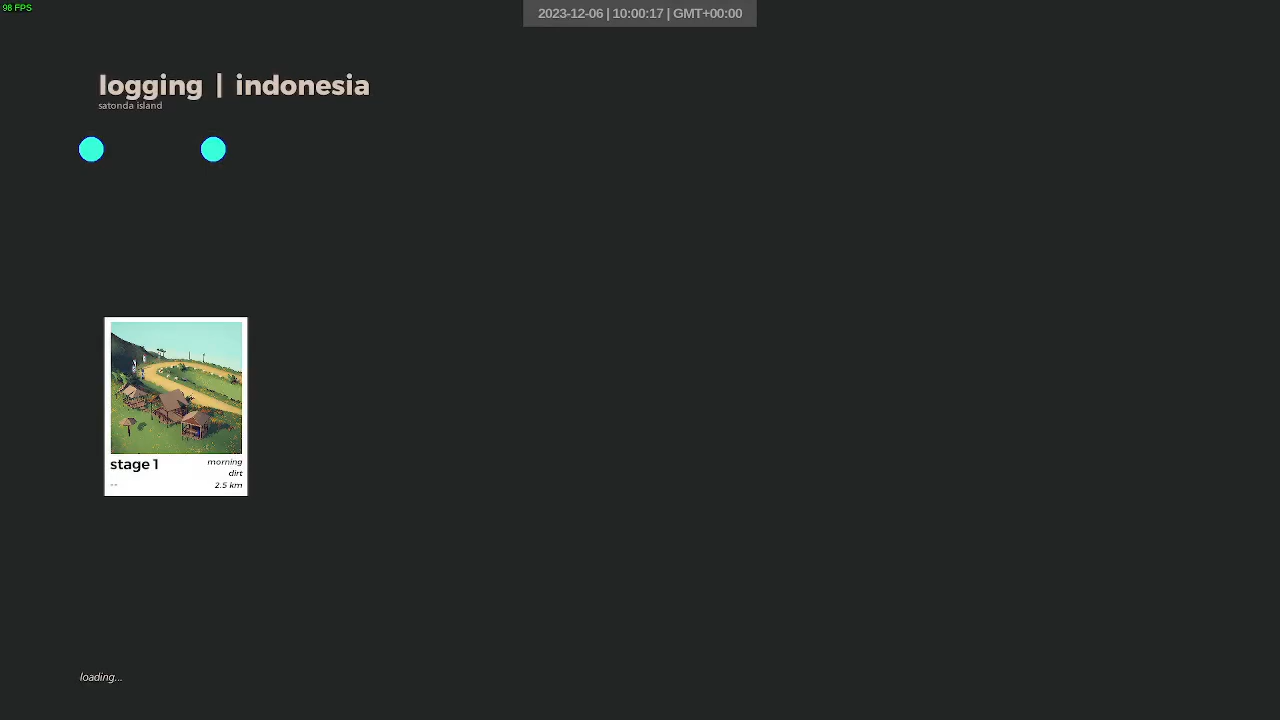 98 FPS
2023-12-06 | 10:00:17 | GMT+00:00
logging | indonesia
satonda island
stage 1
morning
dirt
--
2.5 km
loading...